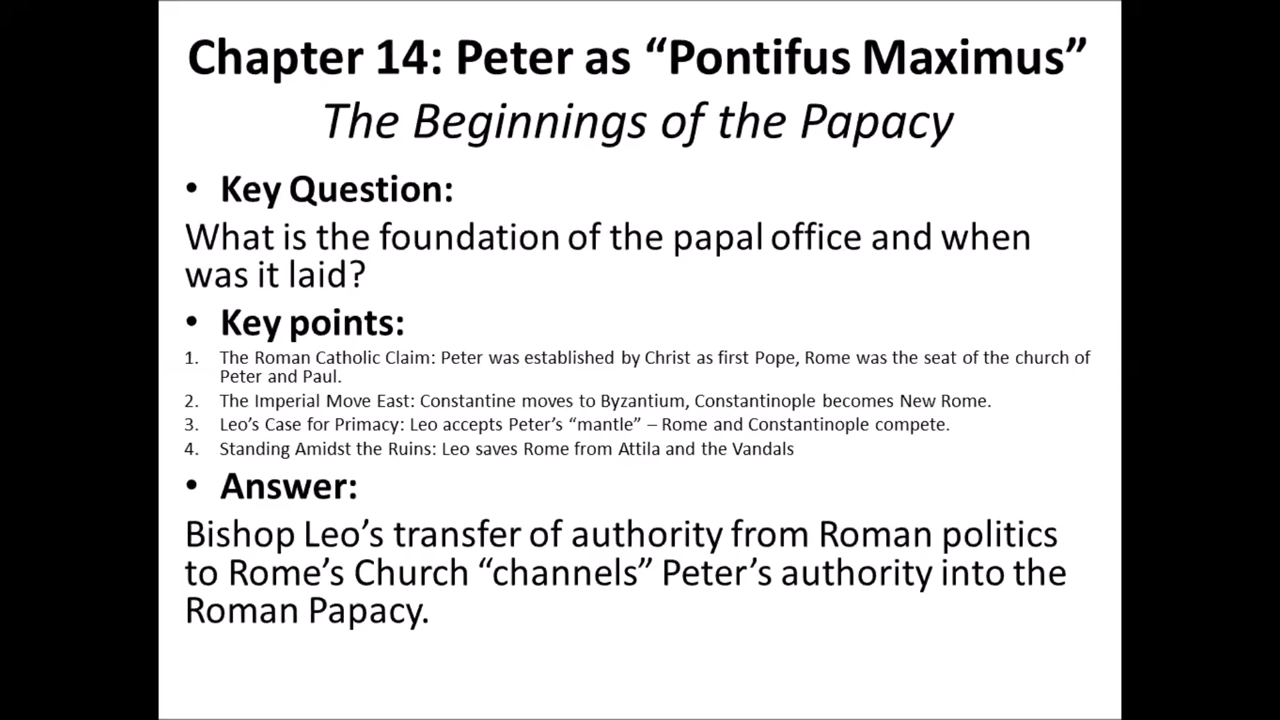 Chapter 14: Peter as “Pontifus Maximus”
The Beginnings of the Papacy
• Key Question:
What is the foundation of the papal office and when
was it laid?
• Key points:
1. The Roman Catholic Claim: Peter was established by Christ as first Pope, Rome was the seat of the church of
Peter and Paul.
2. The Imperial Move East: Constantine moves to Byzantium, Constantinople becomes New Rome.
3. Leo’s Case for Primacy: Leo accepts Peter’s “mantle” – Rome and Constantinople compete.
4. Standing Amidst the Ruins: Leo saves Rome from Attila and the Vandals
• Answer:
Bishop Leo’s transfer of authority from Roman politics
to Rome’s Church “channels” Peter’s authority into the
Roman Papacy.